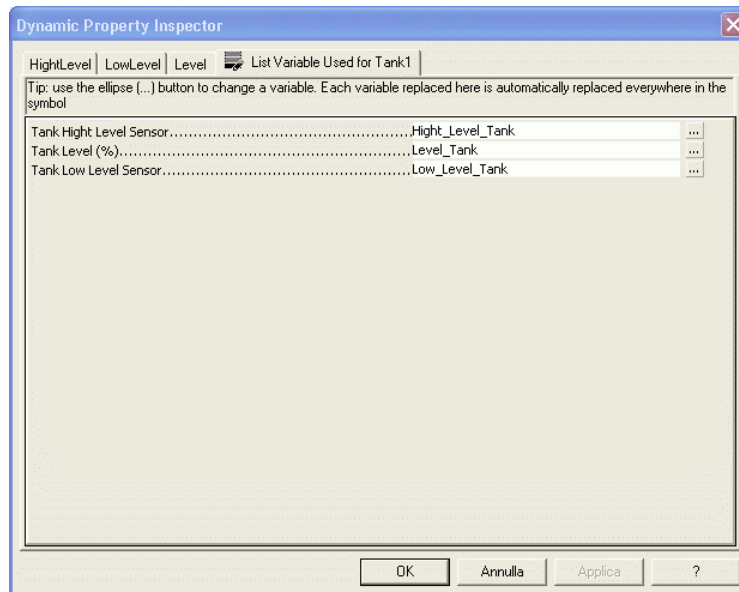 Dynamic Property Inspector
HightLevel LowLevel Level List Variable Used for Tank1
Tip: use the ellipse (...) button to change a variable. Each variable replaced here is automatically replaced everywhere in the
symbol
Tank Hight Level Sensor Hight_Level_Tank ...
Tank Level (%) Level_Tank ...
Tank Low Level Sensor Low_Level_Tank ...
OK Annulla Applica ?